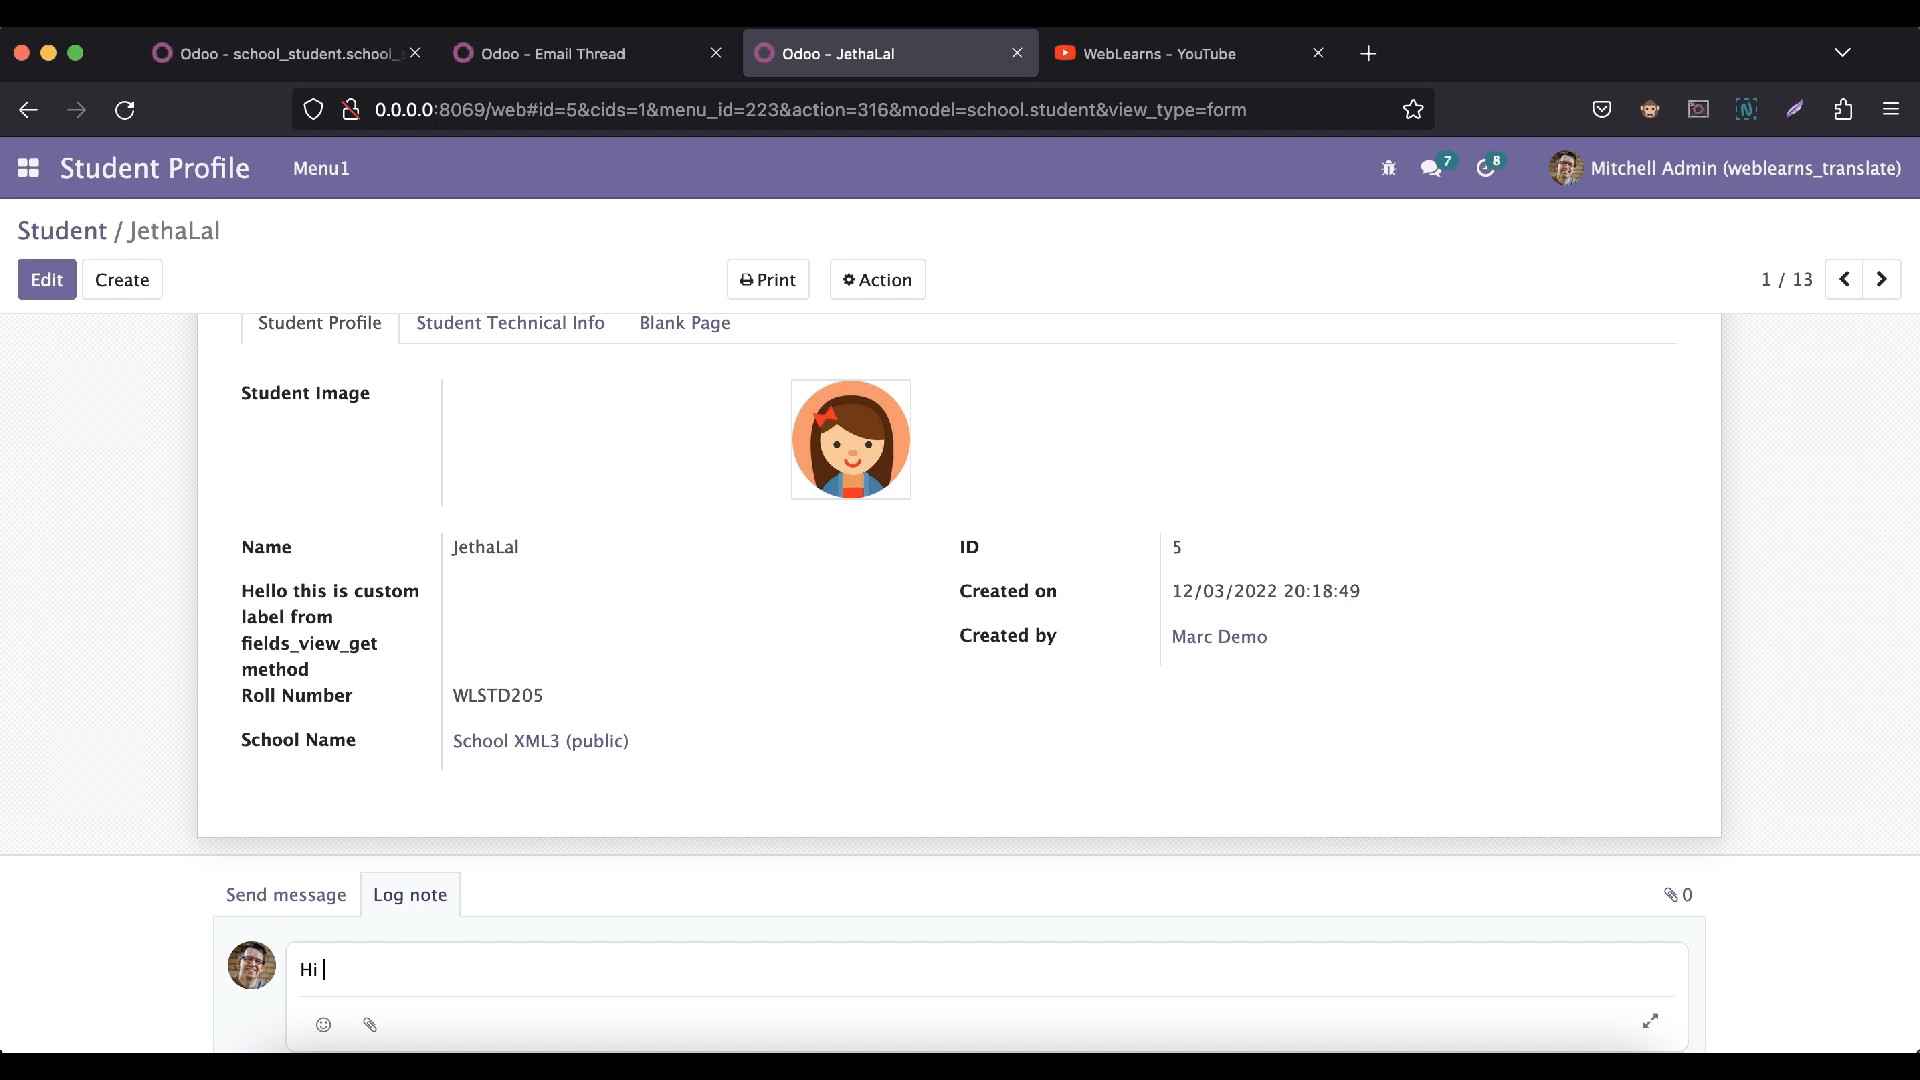 Odoo - school_student.school_s
Odoo - Email Thread
Odoo - JethaLal
WebLearns - YouTube
0.0.0.0:8069/web#id=5&cids=1&menu_id=223&action=316&model=school.student&view_type=form
Student Profile
Menu1
7
8
Mitchell Admin (weblearns_translate)
Student / JethaLal
Edit
Create
Print
Action
1 / 13
Student Profile
Student Technical Info
Blank Page
Student Image
Name
JethaLal
ID
5
Hello this is custom
label from
fields_view_get
method
Created on
12/03/2022 20:18:49
Created by
Marc Demo
Roll Number
WLSTD205
School Name
School XML3 (public)
Send message
Log note
0
Hi